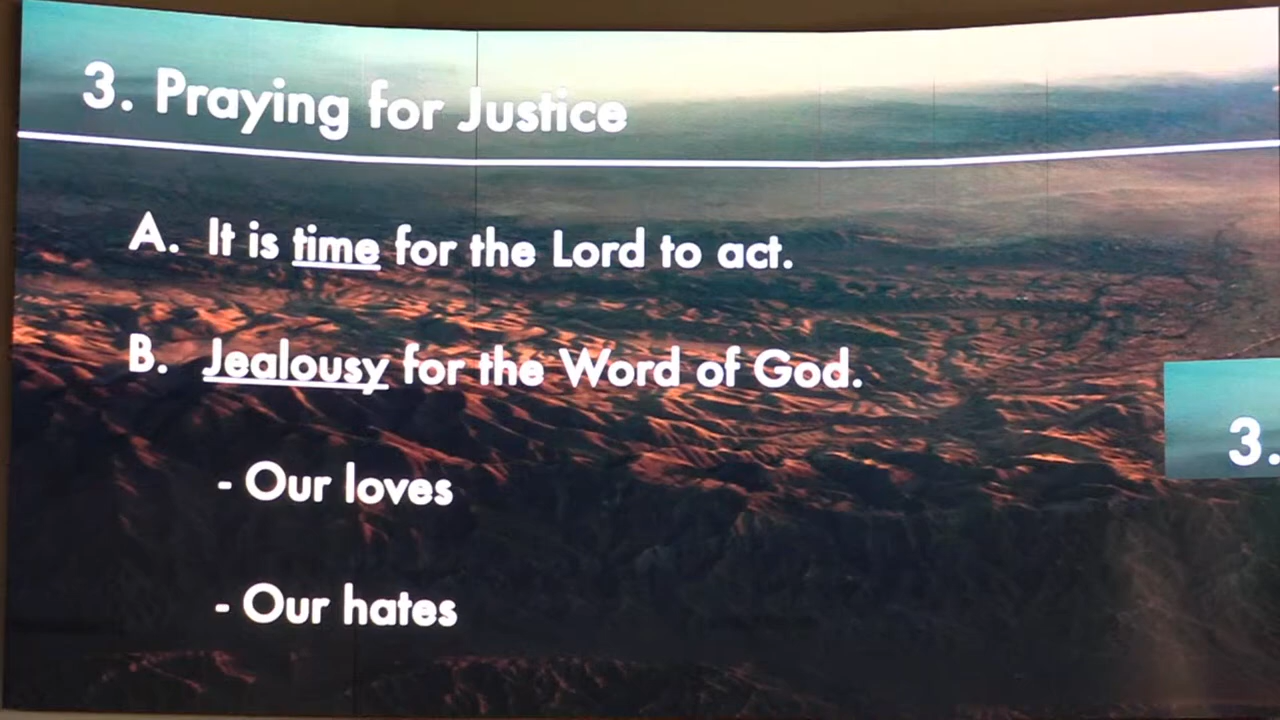 3. Praying for Justice
A. It is time for the Lord to act.
B. Jealousy for the Word of God.
- Our loves
- Our hates
3.